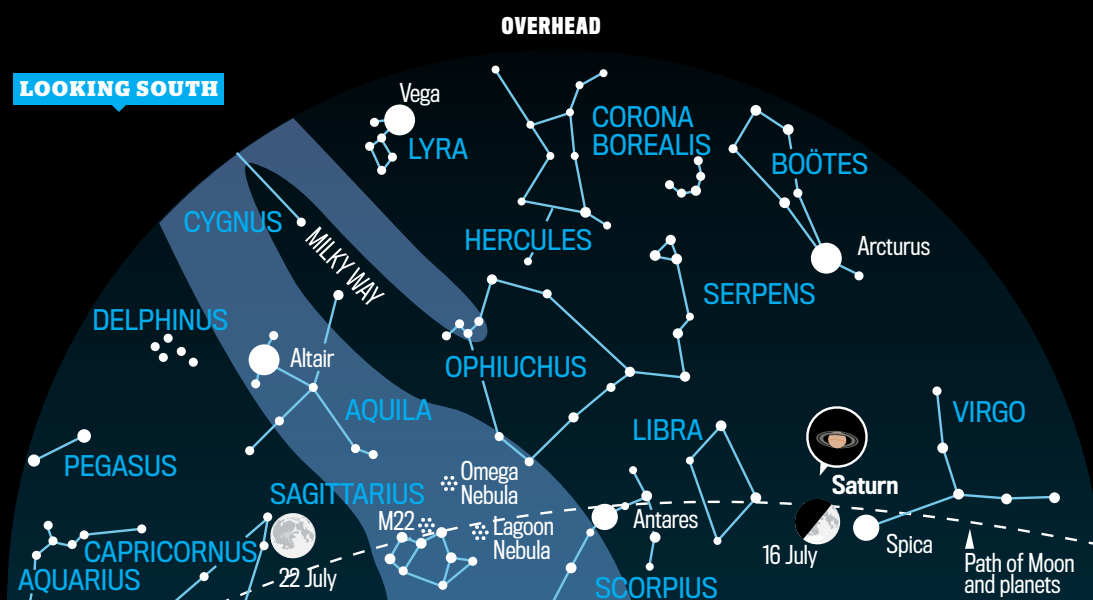 OVERHEAD
LOOKING SOUTH
Vega
LYRA
CORONA
BOREALIS
BOÖTES
CYGNUS
MILKY WAY
HERCULES
Arcturus
SERPENS
DELPHINUS
Altair
OPHIUCHUS
AQUILA
LIBRA
VIRGO
PEGASUS
Omega
Nebula
Saturn
SAGITTARIUS
M22
Lagoon
Nebula
Antares
Spica
16 July
CAPRICORNUS
22 July
AQUARIUS
SCORPIUS
Path of Moon
and planets